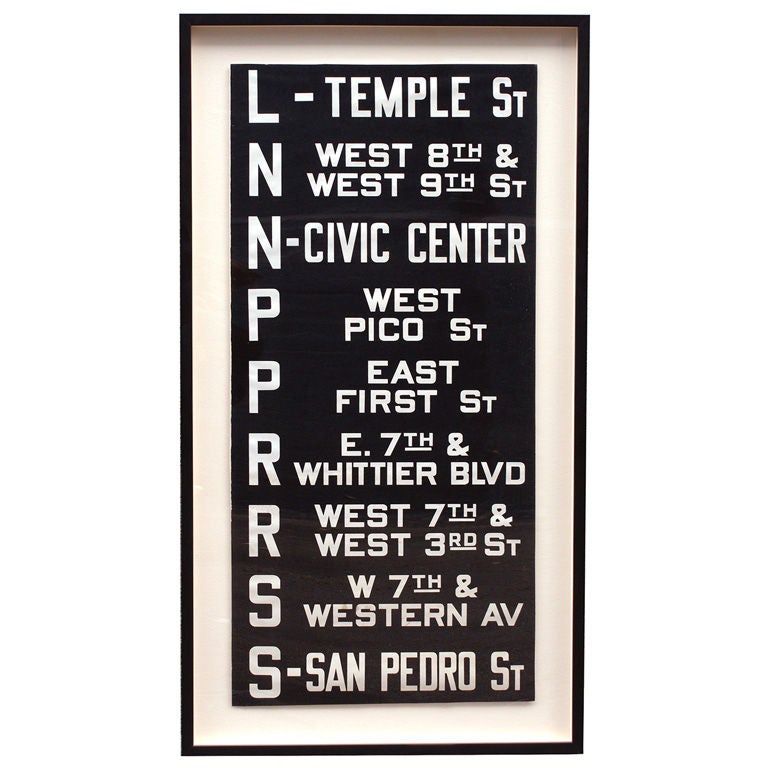 L - TEMPLE ST
N WEST 8TH &
WEST 9TH ST
N-CIVIC CENTER
P WEST
PICO ST
P EAST
FIRST ST
R E. 7TH &
WHITTIER BLVD
R WEST 7TH &
WEST 3RD ST
S W 7TH &
WESTERN AV
S-SAN PEDRO ST